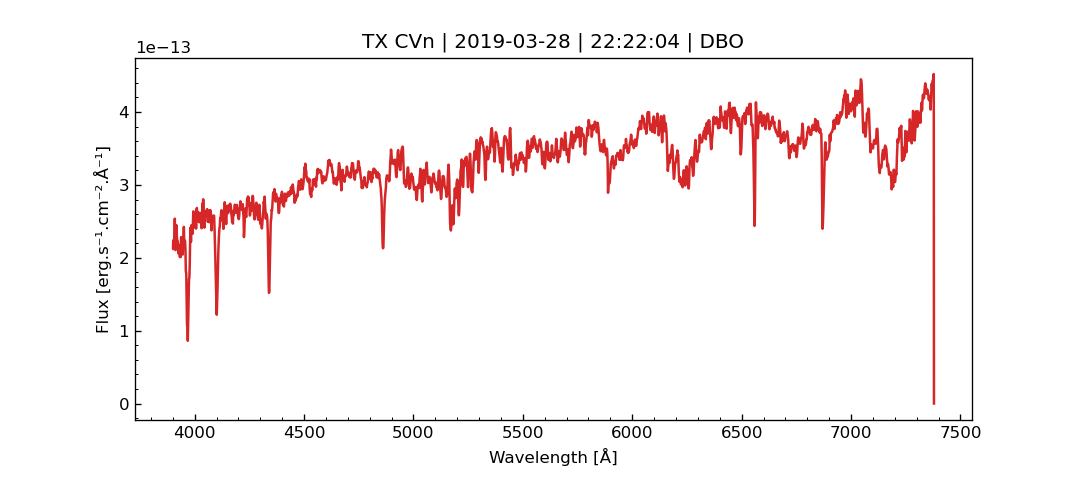 TX CVn | 2019-03-28 | 22:22:04 | DBO
1e−13
4
3
2
1
0
Flux [erg.s⁻¹.cm⁻².Å⁻¹]
4000 4500 5000 5500 6000 6500 7000 7500
Wavelength [Å]